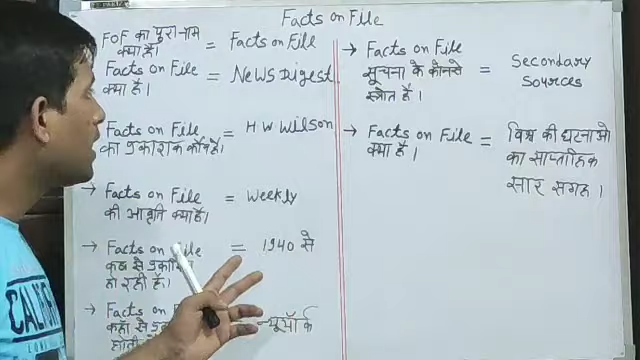 Facts on File
FOF का पुराना नाम
क्या है। = Facts on File
Facts on File
क्या है। = News Digest
Facts on File
का प्रकाशक कौन है। = H.W. Wilson
→ Facts on File
की आवृति क्या है। = Weekly
→ Facts on File
कब से
हो रही है। = 1940 से
→ Facts on
कहाँ से
होती = न्यूयॉर्क
→ Facts on File
सूचना के कौनसे
स्त्रोत है। = Secondary
Sources
→ Facts on File
क्या है। = विश्व की घटनाओ
का साप्ताहिक
सार संग्रह।
CALI